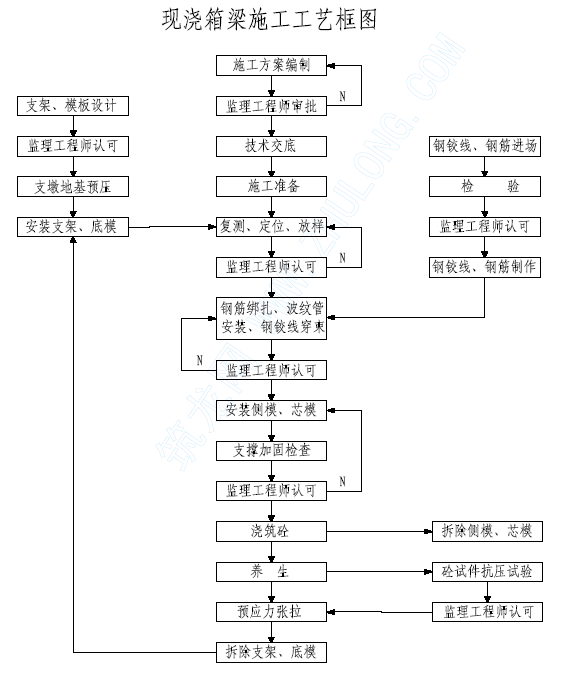 现浇箱梁施工工艺框图
施工方案编制
N
支架、模板设计
监理工程师审批
监理工程师认可
技术交底
钢铰线、钢筋进场
支墩地基预压
施工准备
检 验
安装支架、底模
复测、定位、放样
监理工程师认可
N
监理工程师认可
钢铰线、钢筋制作
钢筋绑扎、波纹管
安装、钢铰线穿束
N
监理工程师认可
安装侧模、芯模
支撑加固检查
N
监理工程师认可
浇筑砼
拆除侧模、芯模
养 生
砼试件抗压试验
预应力张拉
监理工程师认可
拆除支架、底模